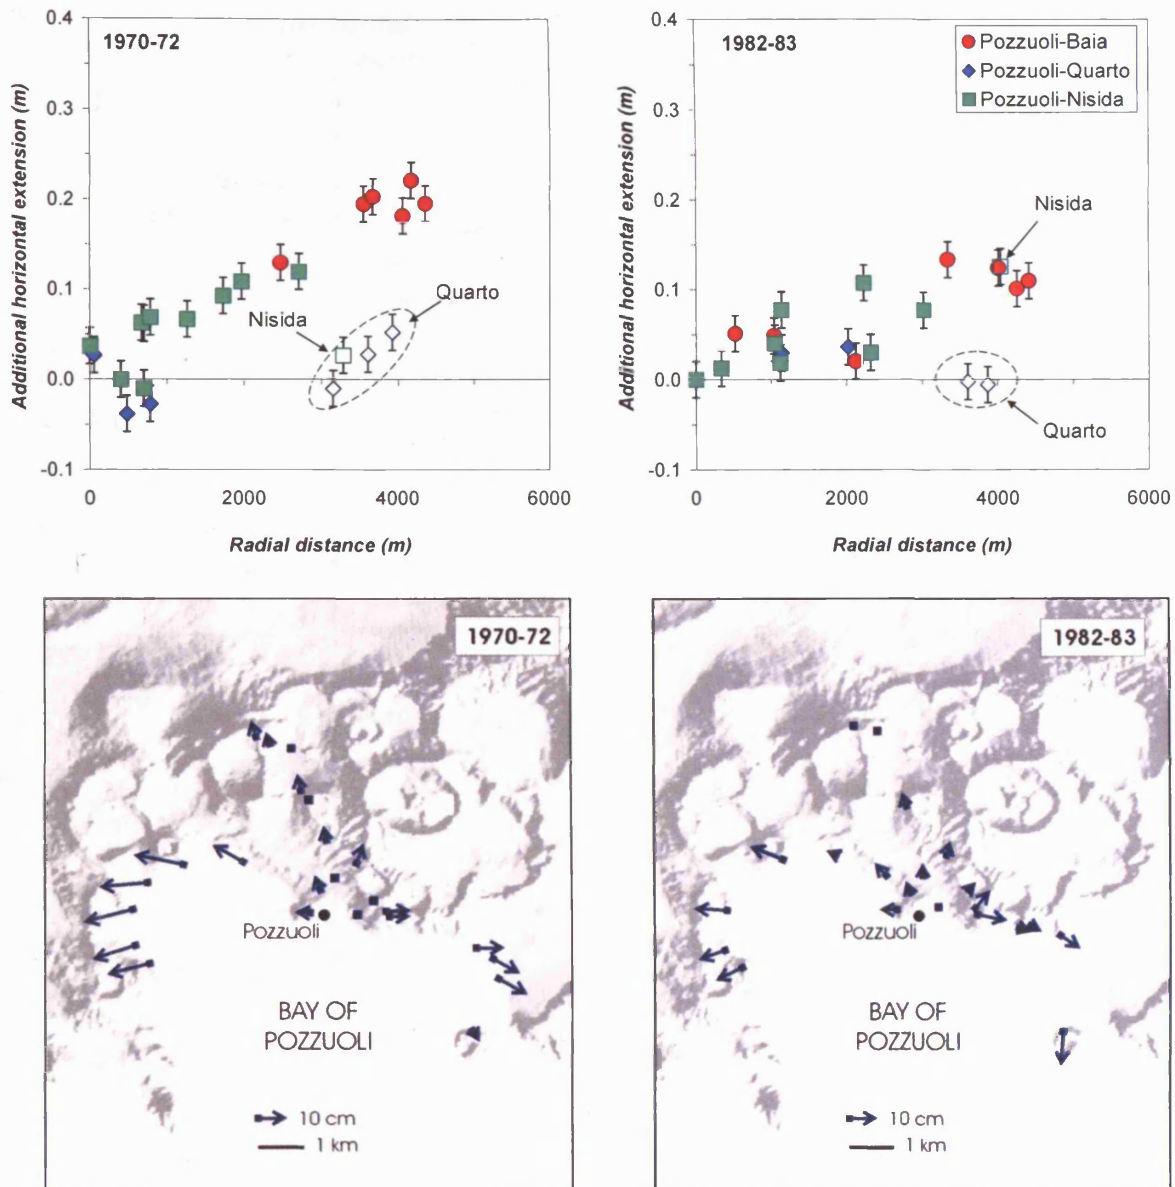 1970-72
Additional horizontal extension (m)
0.4
0.3
0.2
0.1
0.0
-0.1
Nisida
Quarto
0
2000
4000
6000
Radial distance (m)
1982-83
Pozzuoli-Baia
Pozzuoli-Quarto
Pozzuoli-Nisida
Additional horizontal extension (m)
0.4
0.3
0.2
0.1
0.0
-0.1
Nisida
Quarto
0
2000
4000
6000
Radial distance (m)
1970-72
Pozzuoli
BAY OF
POZZUOLI
10 cm
1 km
1982-83
Pozzuoli
BAY OF
POZZUOLI
10 cm
1 km